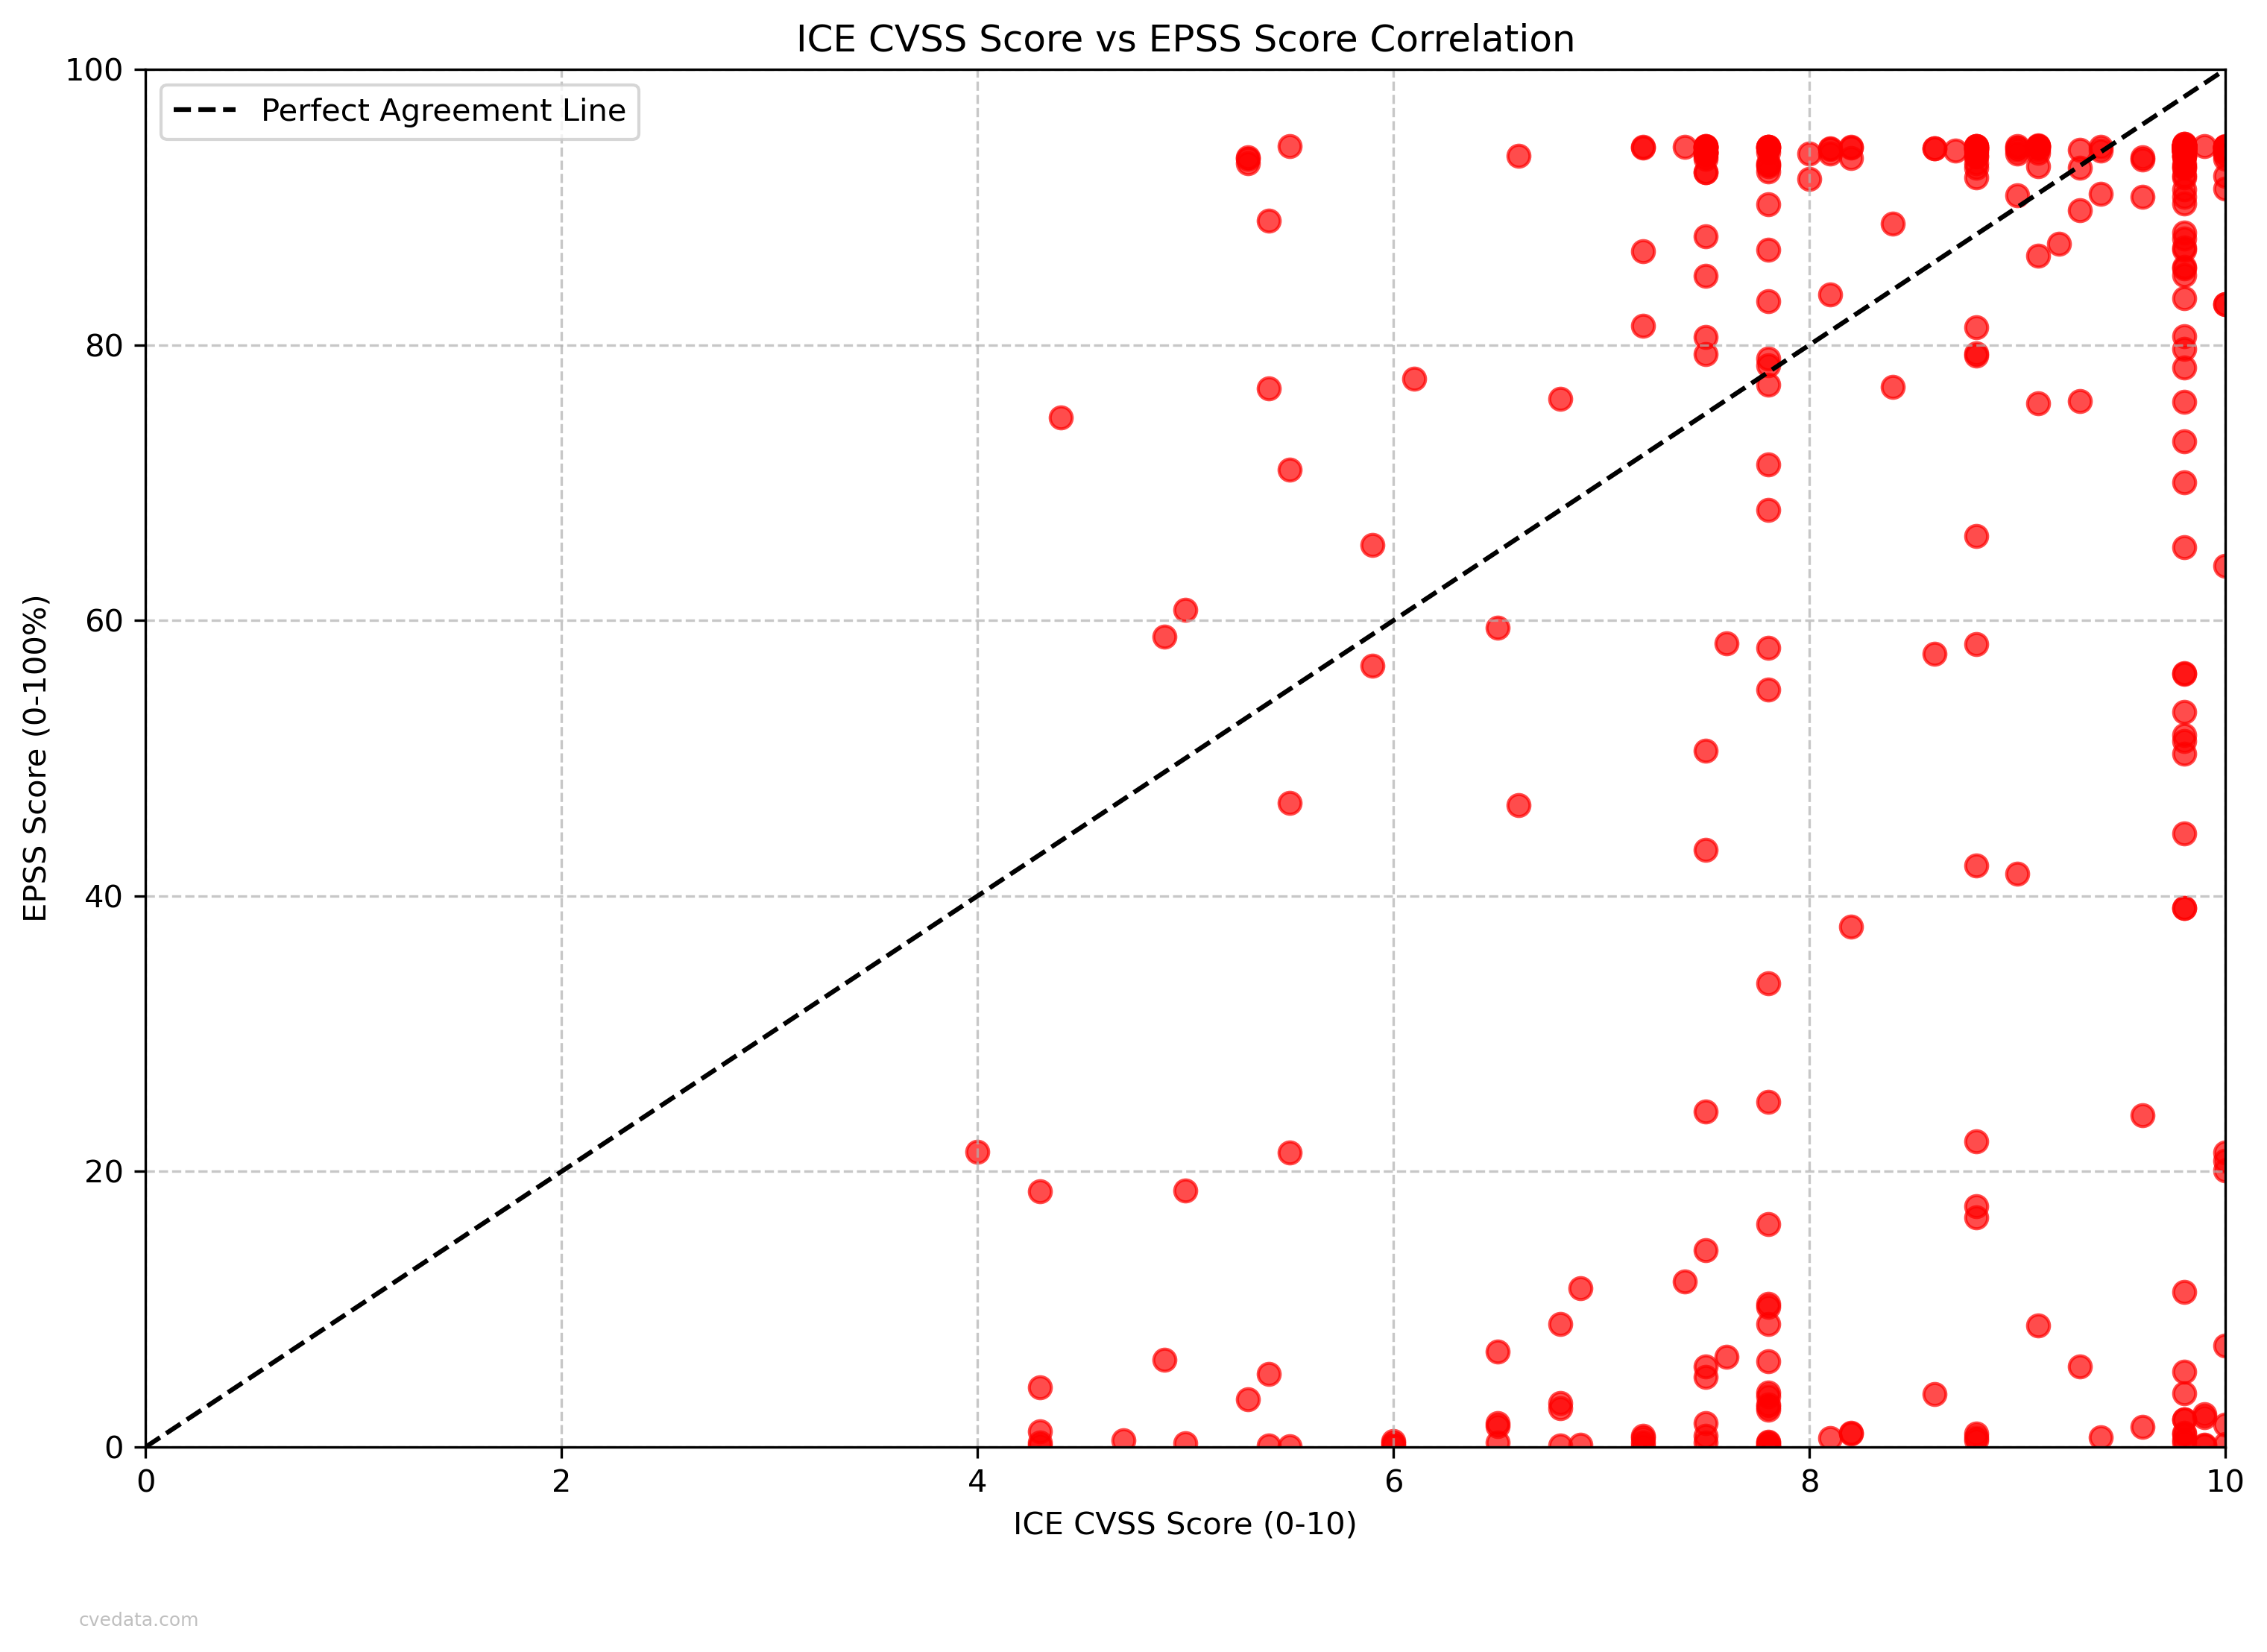 ICE CVSS Score vs EPSS Score Correlation
Perfect Agreement Line
EPSS Score (0-100%)
100
80
60
40
20
0
0 2 4 6 8 10
ICE CVSS Score (0-10)
cvedata.com